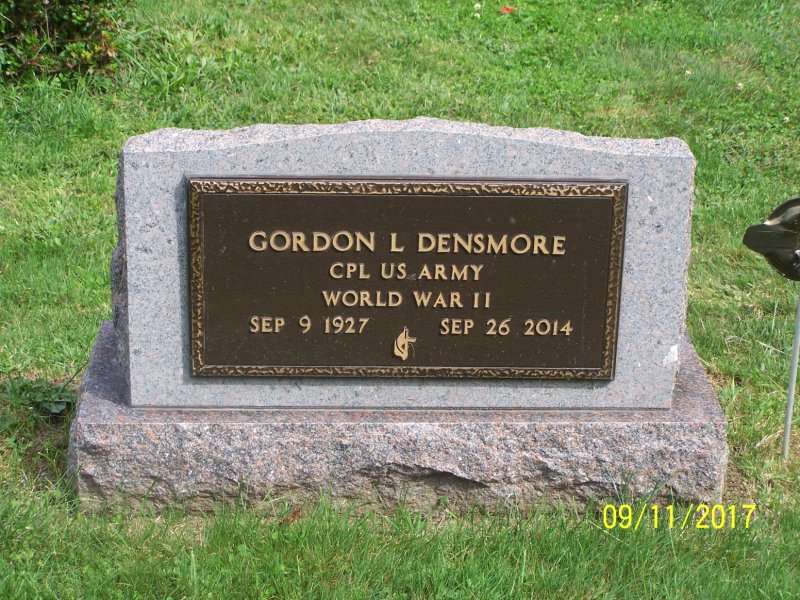 GORDON L DENSMORE
CPL US ARMY
WORLD WAR II
SEP 9 1927 SEP 26 2014
09/11/2017